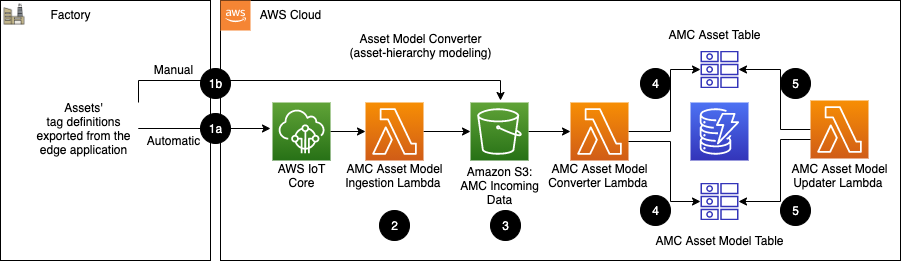 Factory
aws
AWS Cloud
Asset Model Converter
(asset-hierarchy modeling)
AMC Asset Table
Manual
1b
4
5
Assets'
tag definitions
exported from the
edge application
1a
Automatic
AWS IoT
Core
AMC Asset Model
Ingestion Lambda
Amazon S3:
AMC Incoming
Data
AMC Asset Model
Converter Lambda
AMC Asset Model
Updater Lambda
2
3
4
5
AMC Asset Model Table